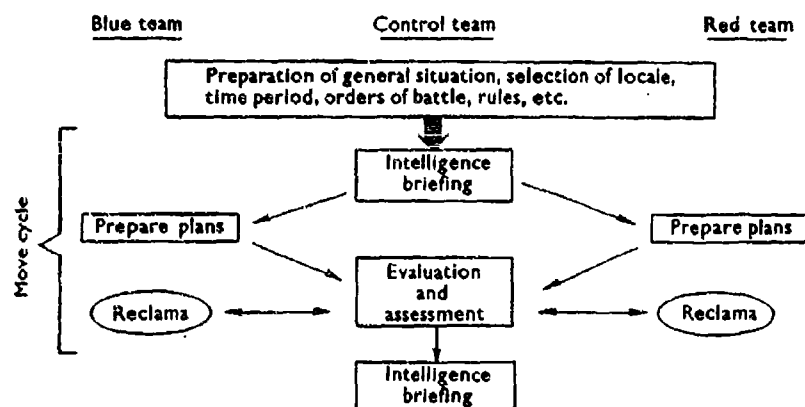 Blue team
Control team
Red team
Preparation of general situation, selection of locale,
time period, orders of battle, rules, etc.
Intelligence
briefing
Move cycle
Prepare plans
Prepare plans
Evaluation
and
assessment
Reclama
Reclama
Intelligence
briefing